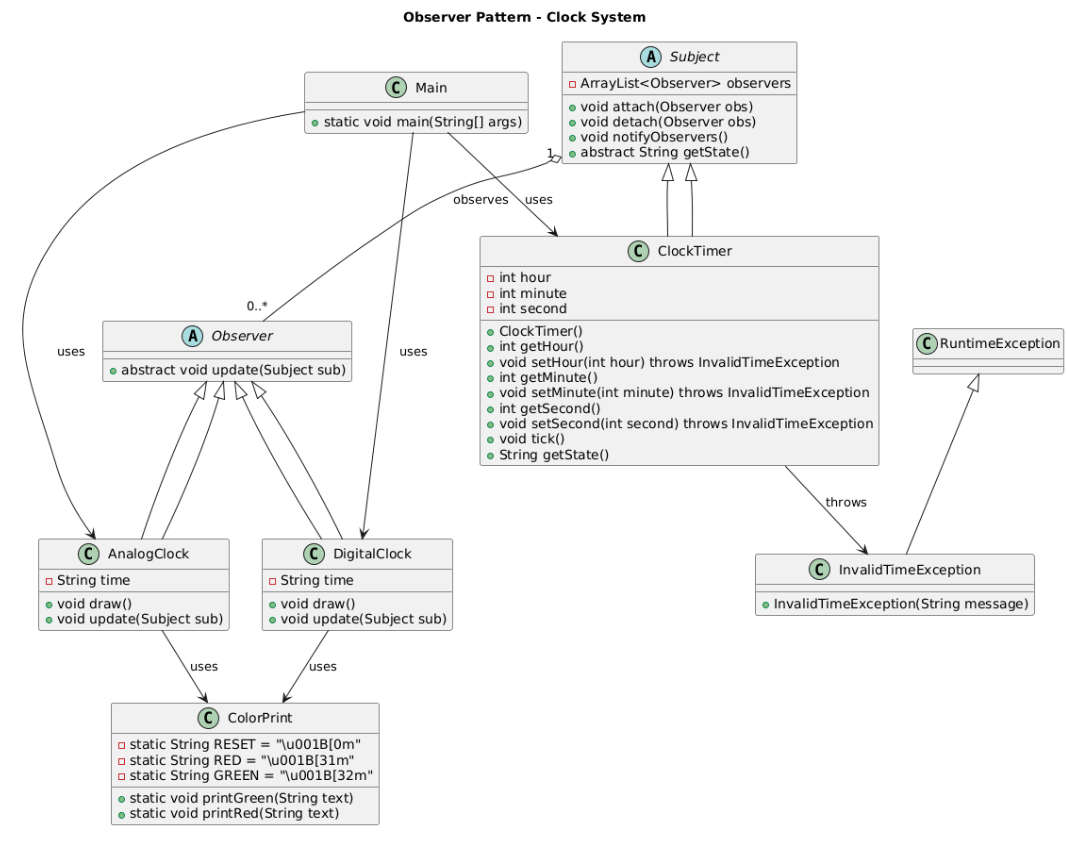 Observer Pattern - Clock System
A Subject
ArrayList<Observer> observers
void attach(Observer obs)
void detach(Observer obs)
void notifyObservers()
abstract String getState()
C Main
static void main(String[] args)
1
observes
uses
C ClockTimer
int hour
int minute
int second
ClockTimer()
int getHour()
void setHour(int hour) throws InvalidTimeException
int getMinute()
void setMinute(int minute) throws InvalidTimeException
int getSecond()
void setSecond(int second) throws InvalidTimeException
void tick()
String getState()
0..*
A Observer
abstract void update(Subject sub)
C RuntimeException
uses
uses
throws
C AnalogClock
String time
void draw()
void update(Subject sub)
C DigitalClock
String time
void draw()
void update(Subject sub)
C InvalidTimeException
InvalidTimeException(String message)
uses
uses
C ColorPrint
static String RESET = "\u001B[0m"
static String RED = "\u001B[31m"
static String GREEN = "\u001B[32m"
static void printGreen(String text)
static void printRed(String text)